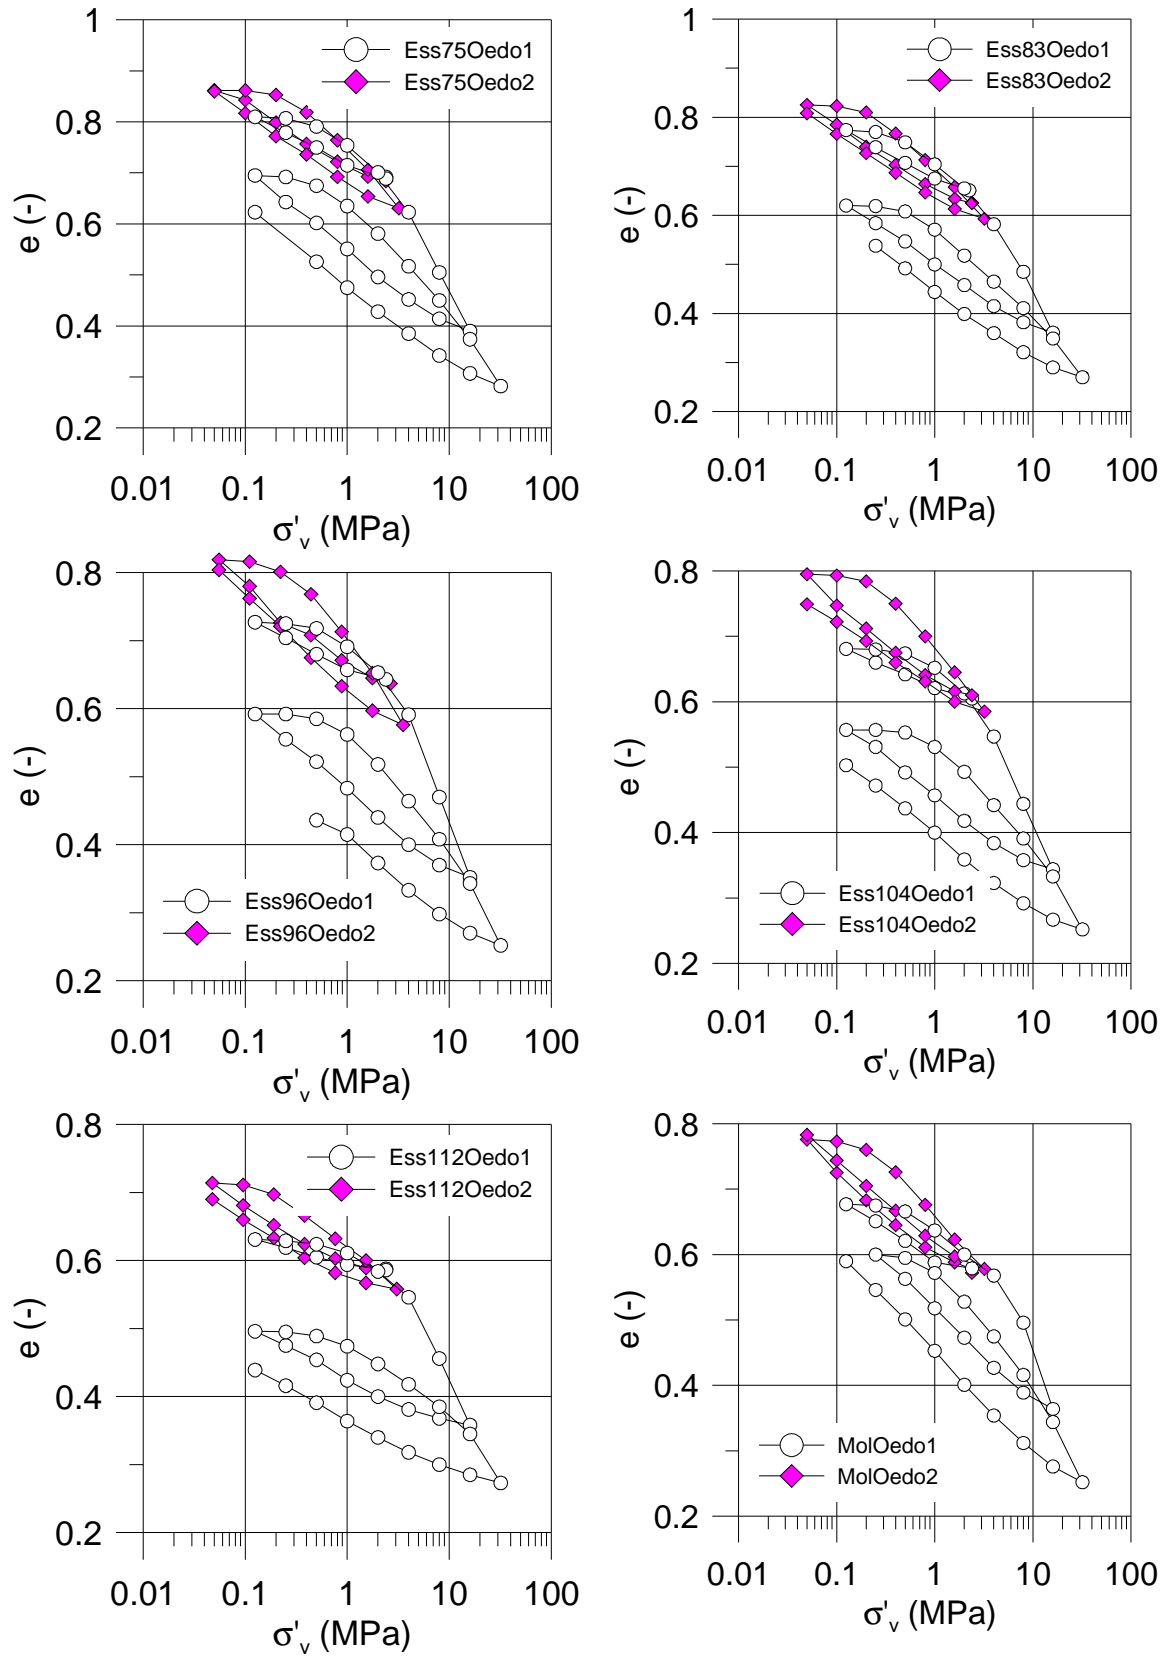 1
0.8
0.6
0.4
0.2
e (-)
Ess75Oedo1
Ess75Oedo2
0.01 0.1 1 10 100
σ'v (MPa)
1
0.8
0.6
0.4
0.2
e (-)
Ess83Oedo1
Ess83Oedo2
0.01 0.1 1 10 100
σ'v (MPa)
0.8
0.6
0.4
0.2
e (-)
Ess96Oedo1
Ess96Oedo2
0.01 0.1 1 10 100
σ'v (MPa)
0.8
0.6
0.4
0.2
e (-)
Ess104Oedo1
Ess104Oedo2
0.01 0.1 1 10 100
σ'v (MPa)
0.8
0.6
0.4
0.2
e (-)
Ess112Oedo1
Ess112Oedo2
0.01 0.1 1 10 100
σ'v (MPa)
0.8
0.6
0.4
0.2
e (-)
MolOedo1
MolOedo2
0.01 0.1 1 10 100
σ'v (MPa)